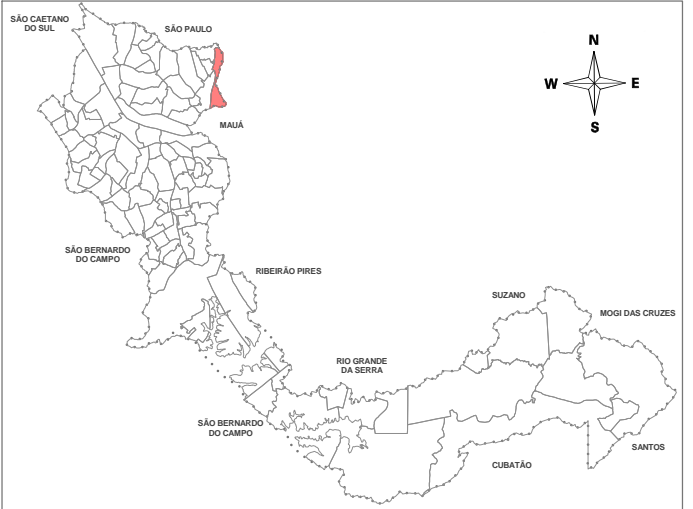 SÃO CAETANO
DO SUL
SÃO PAULO
N
W
E
S
MAUÁ
SÃO BERNARDO
DO CAMPO
RIBEIRÃO PIRES
SUZANO
MOGI DAS CRUZES
RIO GRANDE
DA SERRA
SÃO BERNARDO
DO CAMPO
SANTOS
CUBATÃO